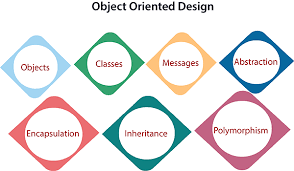 Object Oriented Design
Objects
Classes
Messages
Abstraction
Encapsulation
Inheritance
Polymorphism